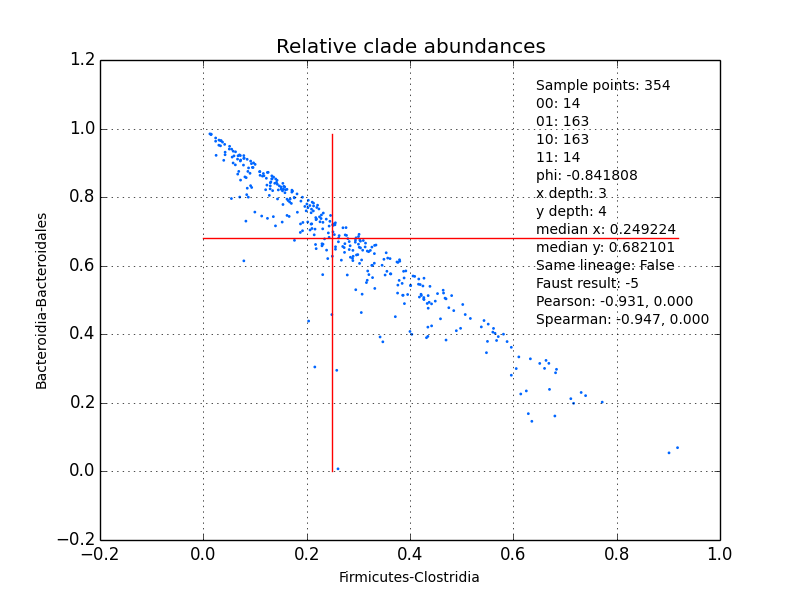 Relative clade abundances
1.2
1.0
0.8
0.6
0.4
0.2
0.0
−0.2
Bacteroidia-Bacteroidales
Sample points: 354
00: 14
01: 163
10: 163
11: 14
phi: -0.841808
x depth: 3
y depth: 4
median x: 0.249224
median y: 0.682101
Same lineage: False
Faust result: -5
Pearson: -0.931, 0.000
Spearman: -0.947, 0.000
−0.2 0.0 0.2 0.4 0.6 0.8 1.0
Firmicutes-Clostridia